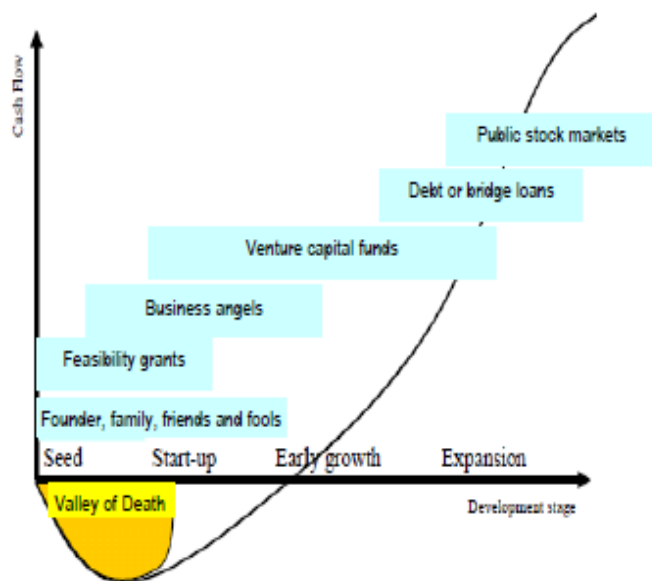 Cash Flow
Public stock markets
Debt or bridge loans
Venture capital funds
Business angels
Feasibility grants
Founder, family, friends and fools
Seed Start-up Early growth Expansion
Valley of Death
Development stage